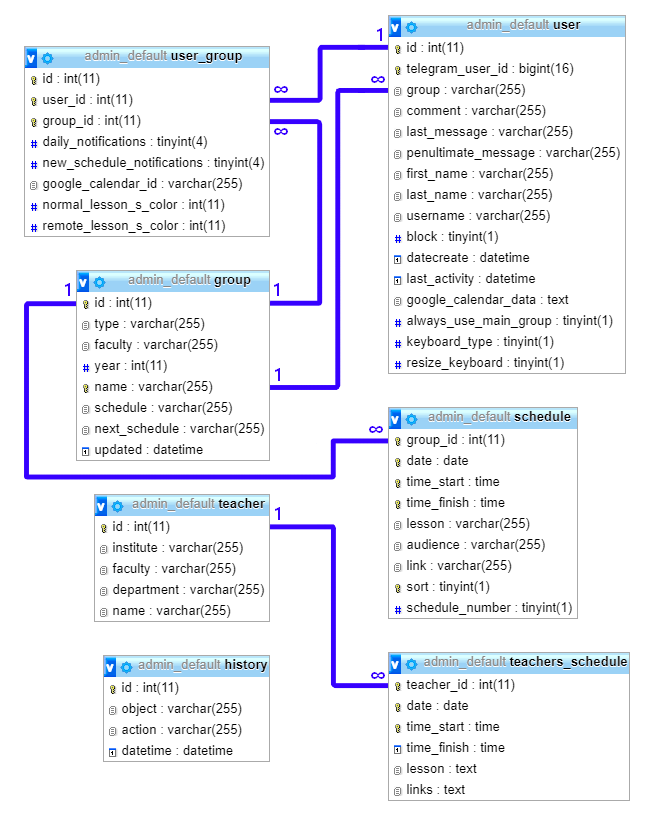 admin_default user_group
id : int(11)
user_id : int(11)
group_id : int(11)
daily_notifications : tinyint(4)
new_schedule_notifications : tinyint(4)
google_calendar_id : varchar(255)
normal_lesson_s_color : int(11)
remote_lesson_s_color : int(11)
1
∞
∞
∞
admin_default user
id : int(11)
telegram_user_id : bigint(16)
group : varchar(255)
comment : varchar(255)
last_message : varchar(255)
penultimate_message : varchar(255)
first_name : varchar(255)
last_name : varchar(255)
username : varchar(255)
block : tinyint(1)
datecreate : datetime
last_activity : datetime
google_calendar_data : text
always_use_main_group : tinyint(1)
keyboard_type : tinyint(1)
resize_keyboard : tinyint(1)
1
admin_default group
id : int(11)
type : varchar(255)
faculty : varchar(255)
year : int(11)
name : varchar(255)
schedule : varchar(255)
next_schedule : varchar(255)
updated : datetime
1
1
∞
admin_default schedule
group_id : int(11)
date : date
time_start : time
time_finish : time
lesson : varchar(255)
audience : varchar(255)
link : varchar(255)
sort : tinyint(1)
schedule_number : tinyint(1)
admin_default teacher
id : int(11)
institute : varchar(255)
faculty : varchar(255)
department : varchar(255)
name : varchar(255)
1
∞
admin_default history
id : int(11)
object : varchar(255)
action : varchar(255)
datetime : datetime
admin_default teachers_schedule
teacher_id : int(11)
date : date
time_start : time
time_finish : time
lesson : text
links : text